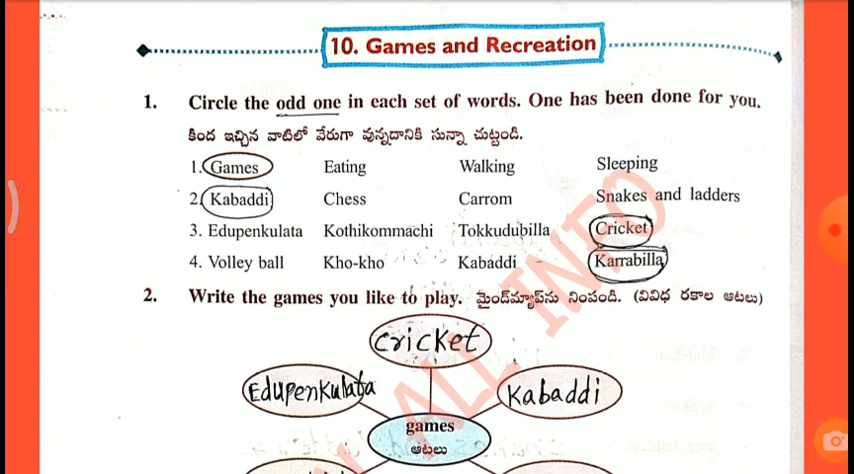 10. Games and Recreation
1. Circle the odd one in each set of words. One has been done for you.
కింద ఇచ్చిన వాటిలో వేరుగా వున్నదానికి సున్నా చుట్టండి.
1. Games Eating Walking Sleeping
2. Kabaddi Chess Carrom Snakes and ladders
3. Edupenkulata Kothikommachi Tokkudubilla Cricket
4. Volley ball Kho-kho Kabaddi Karrabilla
2. Write the games you like to play. మైండ్‌మ్యాప్‌ను నింపండి. (వివిధ రకాల ఆటలు)
Cricket
Edupenkulata Kabaddi
games
ఆటలు
ALL INFO